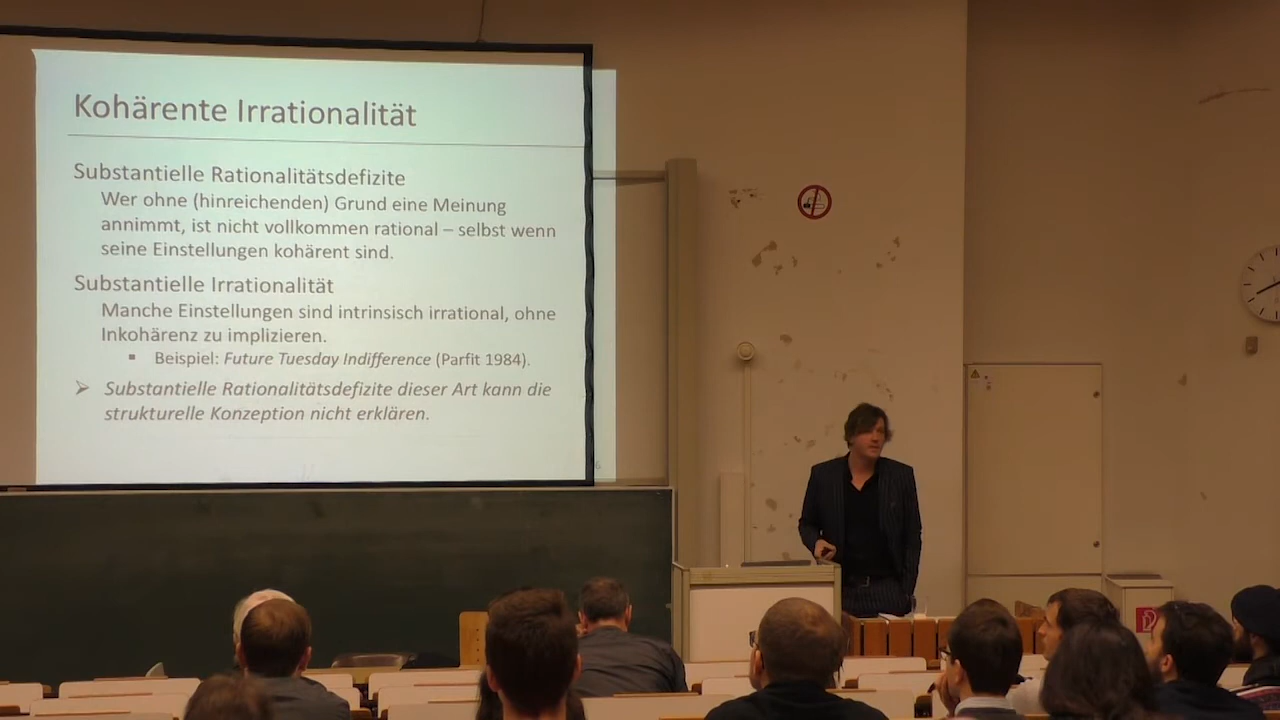 Kohärente Irrationalität
Substantielle Rationalitätsdefizite
Wer ohne (hinreichenden) Grund eine Meinung
annimmt, ist nicht vollkommen rational – selbst wenn
seine Einstellungen kohärent sind.
Substantielle Irrationalität
Manche Einstellungen sind intrinsisch irrational, ohne
Inkohärenz zu implizieren.
▪ Beispiel: Future Tuesday Indifference (Parfit 1984).
➢ Substantielle Rationalitätsdefizite dieser Art kann die
strukturelle Konzeption nicht erklären.